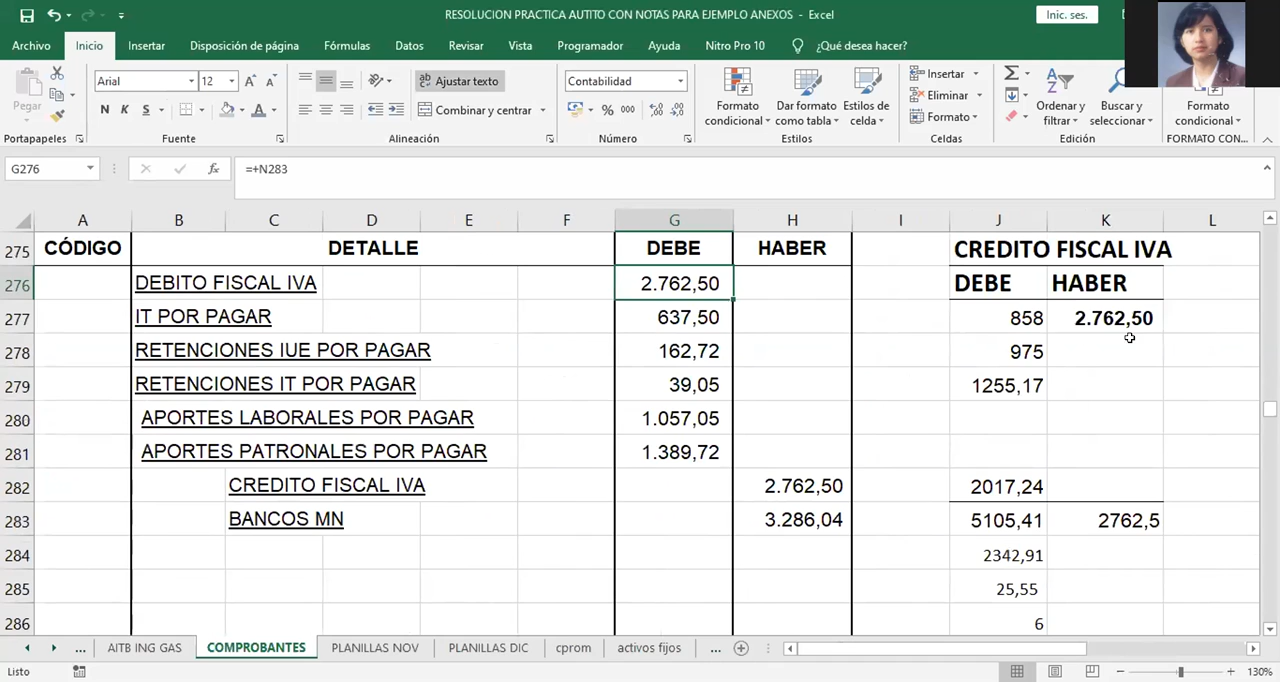 RESOLUCION PRACTICA AUTITO CON NOTAS PARA EJEMPLO ANEXOS - Excel
Inic. ses.
Archivo Inicio Insertar Disposición de página Fórmulas Datos Revisar Vista Programador Ayuda Nitro Pro 10 ¿Qué desea hacer?
Pegar
Arial 12
N K S
Ajustar texto
Combinar y centrar
Contabilidad
% 000
Formato condicional
Dar formato como tabla
Estilos de celda
Insertar
Eliminar
Formato
Ordenar y filtrar
Buscar y seleccionar
Formato condicional
Portapapeles Fuente Alineación Número Estilos Celdas Edición FORMATO CON...
G276 fx =+N283
A B C D E F G H I J K L
275 CÓDIGO DETALLE DEBE HABER CREDITO FISCAL IVA
276 DEBITO FISCAL IVA 2.762,50 DEBE HABER
277 IT POR PAGAR 637,50 858 2.762,50
278 RETENCIONES IUE POR PAGAR 162,72 975
279 RETENCIONES IT POR PAGAR 39,05 1255,17
280 APORTES LABORALES POR PAGAR 1.057,05
281 APORTES PATRONALES POR PAGAR 1.389,72
282 CREDITO FISCAL IVA 2.762,50 2017,24
283 BANCOS MN 3.286,04 5105,41 2762,5
284 2342,91
285 25,55
286 6
... AITB ING GAS COMPROBANTES PLANILLAS NOV PLANILLAS DIC cprom activos fijos ...
Listo 130%